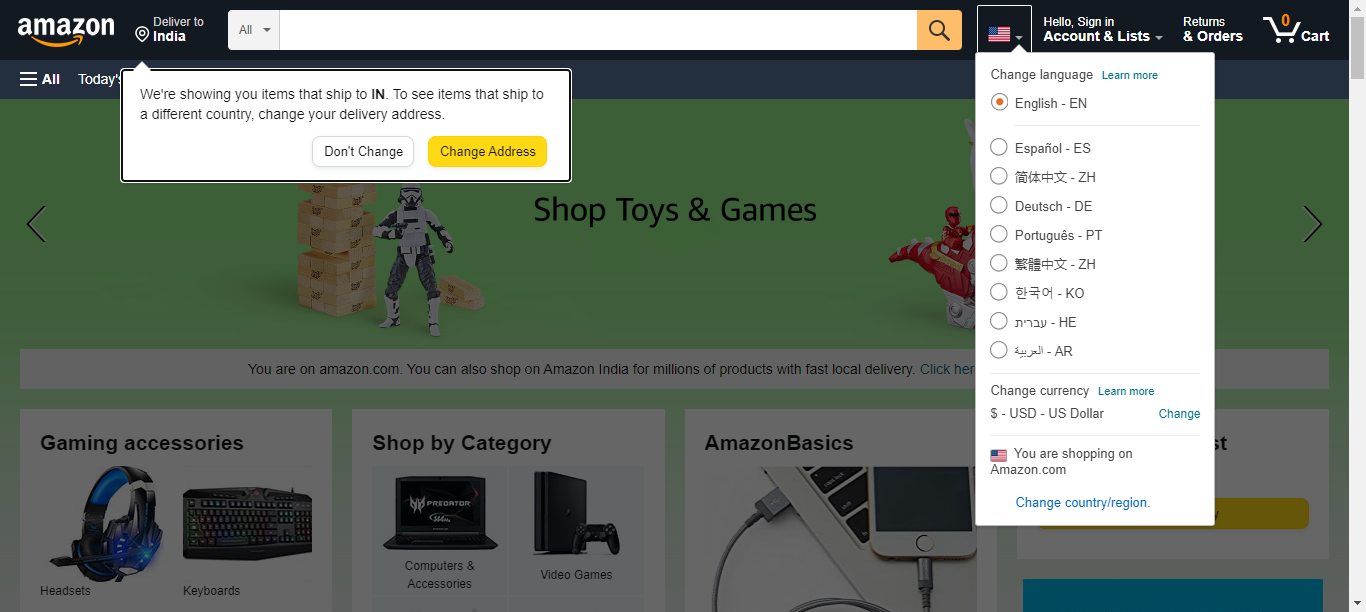 amazon
Deliver to
India
All
Hello, Sign in
Account & Lists
Returns
& Orders
0
Cart
All
Today's
We're showing you items that ship to IN. To see items that ship to
a different country, change your delivery address.
Don't Change
Change Address
Change language Learn more
English - EN
Español - ES
简体中文 - ZH
Deutsch - DE
Português - PT
繁體中文 - ZH
한국어 - KO
עברית - HE
العربية - AR
Change currency Learn more
$ - USD - US Dollar
Change
You are shopping on
Amazon.com
Change country/region.
Shop Toys & Games
You are on amazon.com. You can also shop on Amazon India for millions of products with fast local delivery. Click
Gaming accessories
Headsets
Keyboards
Shop by Category
PREDATOR
Computers &
Accessories
Video Games
AmazonBasics